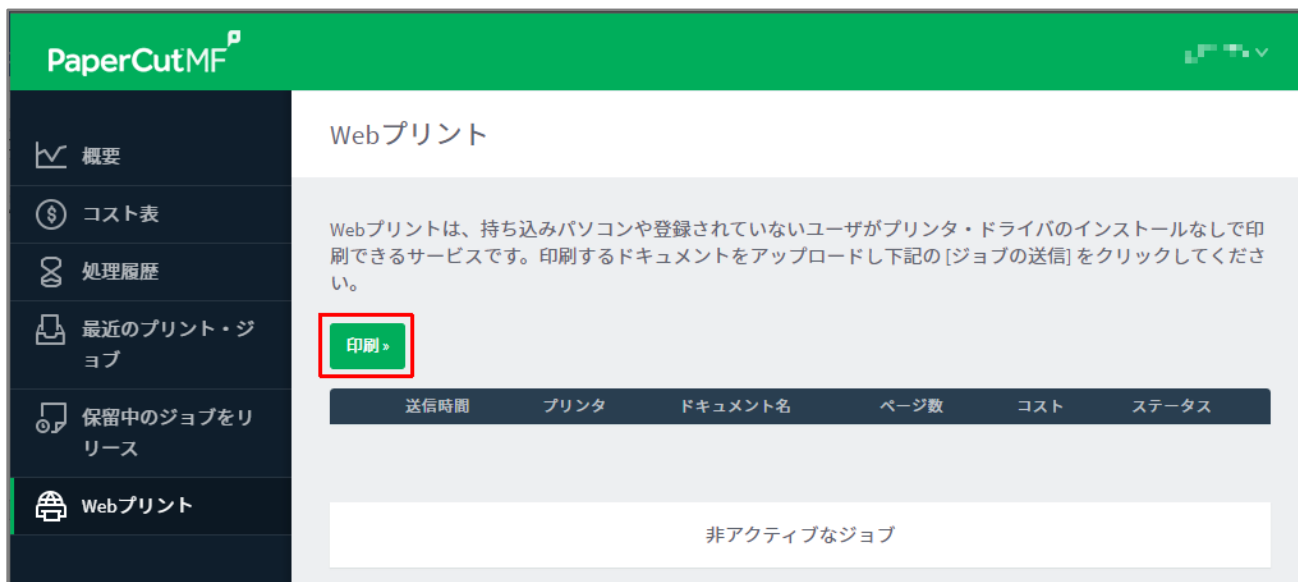 PaperCutMF
Webプリント
概要
コスト表
処理履歴
最近のプリント・ジ
ョブ
保留中のジョブをリ
リース
Webプリント
Webプリントは、持ち込みパソコンや登録されていないユーザがプリンタ・ドライバのインストールなしで印
刷できるサービスです。印刷するドキュメントをアップロードし下記の [ジョブの送信] をクリックしてくださ
い。
印刷»
送信時間 プリンタ ドキュメント名 ページ数 コスト ステータス
非アクティブなジョブ